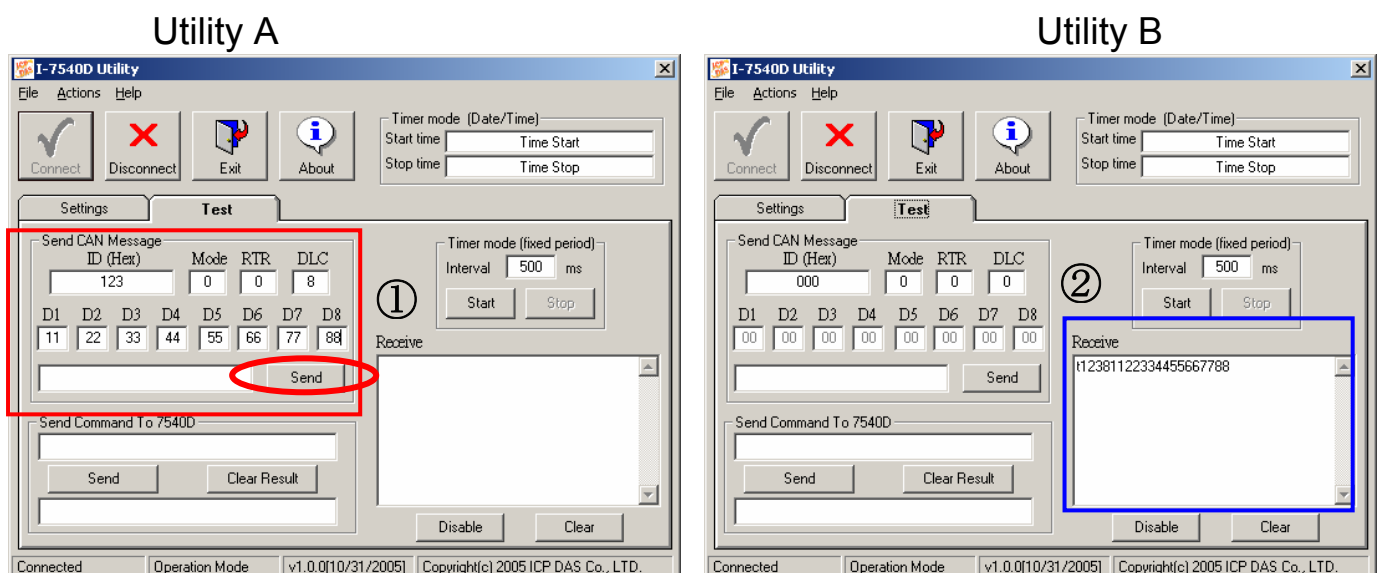 Utility A
I-7540D Utility
File Actions Help
Connect Disconnect Exit About
Timer mode (Date/Time)
Start time Time Start
Stop time Time Stop
Settings Test
Send CAN Message
ID (Hex) Mode RTR DLC
123 0 0 8
D1 D2 D3 D4 D5 D6 D7 D8
11 22 33 44 55 66 77 88
Send
①
Timer mode (fixed period)
Interval 500 ms
Start Stop
Receive
Send Command To 7540D
Send Clear Result
Disable Clear
Connected Operation Mode v1.0.0[10/31/2005] Copyright(c) 2005 ICP DAS Co., LTD.
Utility B
I-7540D Utility
File Actions Help
Connect Disconnect Exit About
Timer mode (Date/Time)
Start time Time Start
Stop time Time Stop
Settings Test
Send CAN Message
ID (Hex) Mode RTR DLC
000 0 0 0
D1 D2 D3 D4 D5 D6 D7 D8
00 00 00 00 00 00 00 00
Send
②
Timer mode (fixed period)
Interval 500 ms
Start Stop
Receive
t12381122334455667788
Send Command To 7540D
Send Clear Result
Disable Clear
Connected Operation Mode v1.0.0[10/31/2005] Copyright(c) 2005 ICP DAS Co., LTD.